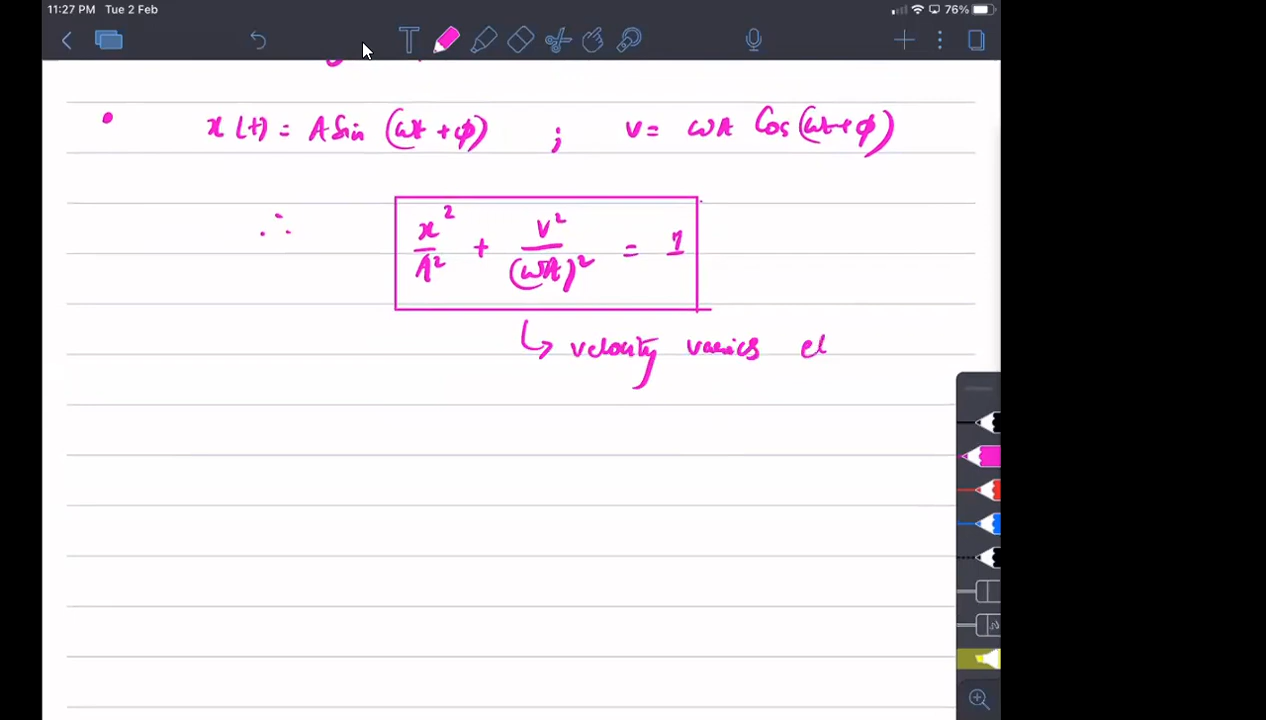 11:27 PM Tue 2 Feb 76%
x(t) = A Sin (ωt + φ) ; v = ωA Cos (ωt + φ)
∴ x²/A² + v²/(ωA)² = 1
↳ velocity varies el